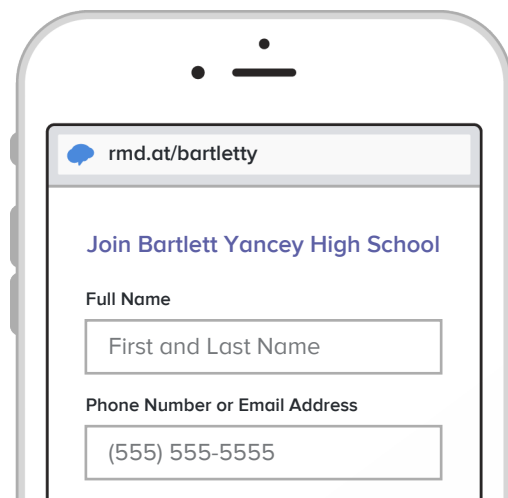 rmd.at/bartletty
Join Bartlett Yancey High School
Full Name
First and Last Name
Phone Number or Email Address
(555) 555-5555